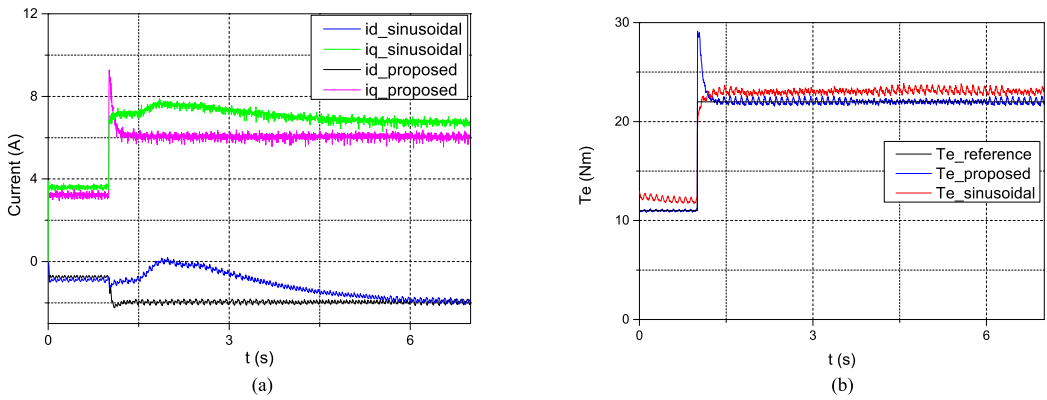 12
8
4
0
Current (A)
id_sinusoidal
iq_sinusoidal
id_proposed
iq_proposed
0
3
6
t (s)
(a)
30
20
10
0
Te (Nm)
Te_reference
Te_proposed
Te_sinusoidal
0
3
6
t (s)
(b)